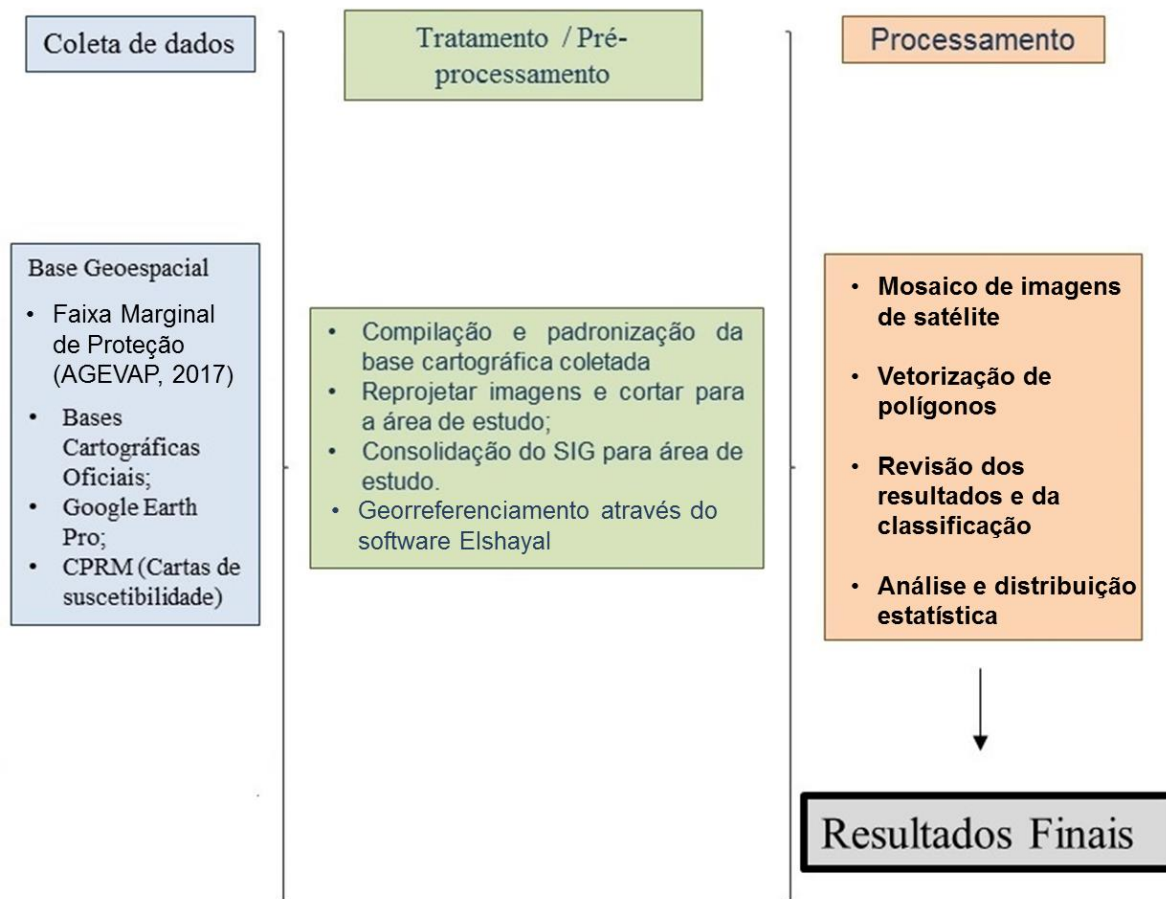 Coleta de dados
Tratamento / Pré-
processamento
Processamento
Base Geoespacial
• Faixa Marginal
de Proteção
(AGEVAP, 2017)
• Bases
Cartográficas
Oficiais;
• Google Earth
Pro;
• CPRM (Cartas de
suscetibilidade)
• Compilação e padronização da
base cartográfica coletada
• Reprojetar imagens e cortar para
a área de estudo;
• Consolidação do SIG para área de
estudo.
• Georreferenciamento através do
software Elshayal
• Mosaico de imagens
de satélite
• Vetorização de
polígonos
• Revisão dos
resultados e da
classificação
• Análise e distribuição
estatística
Resultados Finais